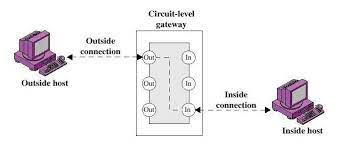 Circuit-level
gateway
Outside
connection
Out
In
Outside host
Out
In
Out
In
Inside
connection
Inside host